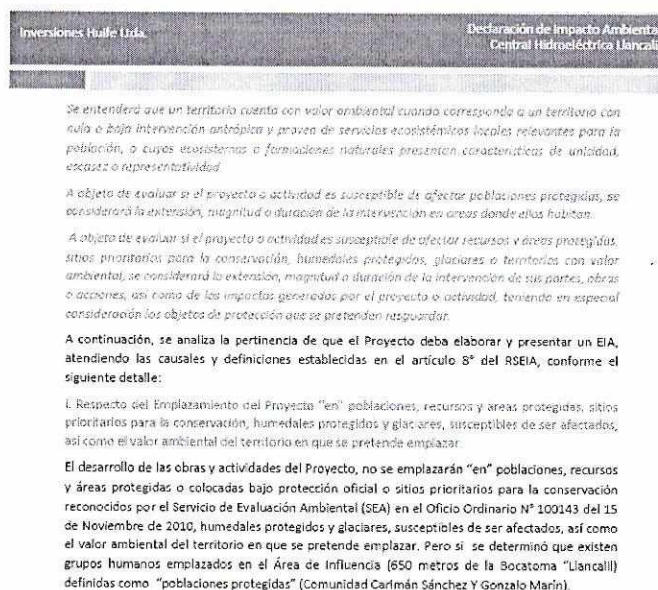 Inversiones Huife Ltda.
Declaración de Impacto Ambiental
Central Hidroeléctrica Llancalil
Se entenderá que un territorio cuenta con valor ambiental cuando corresponda a un territorio con
nula o baja intervención antrópica y provea de servicios ecosistémicos locales relevantes para la
población, o cuyos ecosistemas o formaciones naturales presentan características de unicidad,
escasez o representatividad.
A objeto de evaluar si el proyecto o actividad es susceptible de afectar poblaciones protegidas, se
considerará la extensión, magnitud o duración de la intervención en áreas donde ellas habitan.
A objeto de evaluar si el proyecto o actividad es susceptible de afectar recursos y áreas protegidas,
sitios prioritarios para la conservación, humedales protegidos, glaciares o territorios con valor
ambiental, se considerará la extensión, magnitud o duración de la intervención de sus partes, obras
o acciones, así como de los impactos generados por el proyecto o actividad, teniendo en especial
consideración los objetos de protección que se pretenden resguardar.
A continuación, se analiza la pertinencia de que el Proyecto deba elaborar y presentar un EIA,
atendiendo las causales y definiciones establecidas en el artículo 8° del RSEIA, conforme el
siguiente detalle:
i. Respecto del Emplazamiento del Proyecto "en" poblaciones, recursos y areas protegidas, sitios
prioritarios para la conservación, humedales protegidos y glaciares, susceptibles de ser afectados,
así como el valor ambiental del territorio en que se pretende emplazar
El desarrollo de las obras y actividades del Proyecto, no se emplazarán "en" poblaciones, recursos
y áreas protegidas o colocadas bajo protección oficial o sitios prioritarios para la conservación
reconocidos por el Servicio de Evaluación Ambiental (SEA) en el Oficio Ordinario N° 100143 del 15
de Noviembre de 2010, humedales protegidos y glaciares, susceptibles de ser afectados, así como
el valor ambiental del territorio en que se pretende emplazar. Pero si se determinó que existen
grupos humanos emplazados en el Área de Influencia (650 metros de la Bocatoma "Llancalil)
definidas como "poblaciones protegidas" (Comunidad Carimán Sánchez Y Gonzalo Marín).